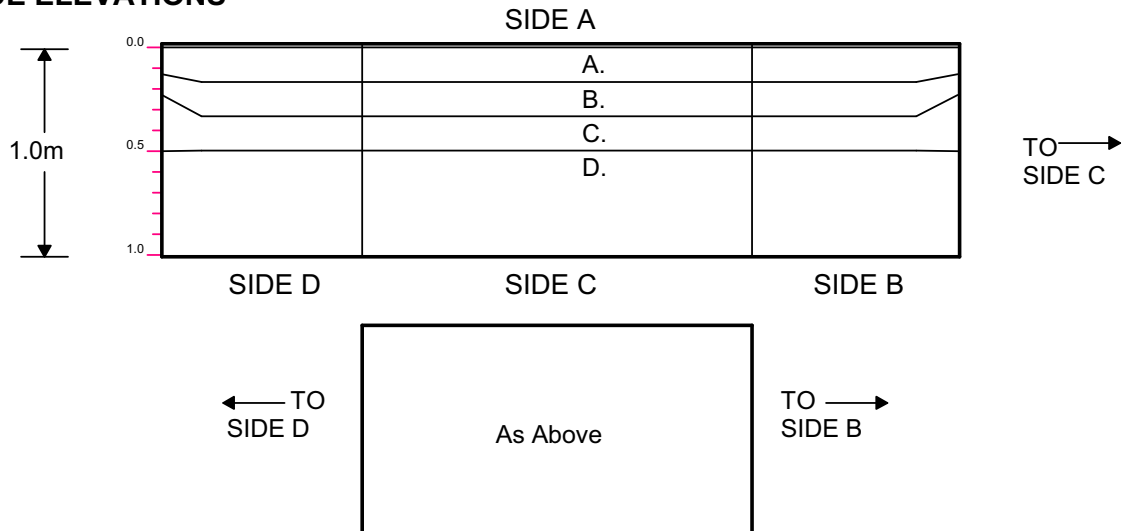 SIDE A
0.0
A.
B.
C.
0.5
D.
1.0m
TO
SIDE C
1.0
SIDE D
SIDE C
SIDE B
TO
SIDE D
As Above
TO
SIDE B